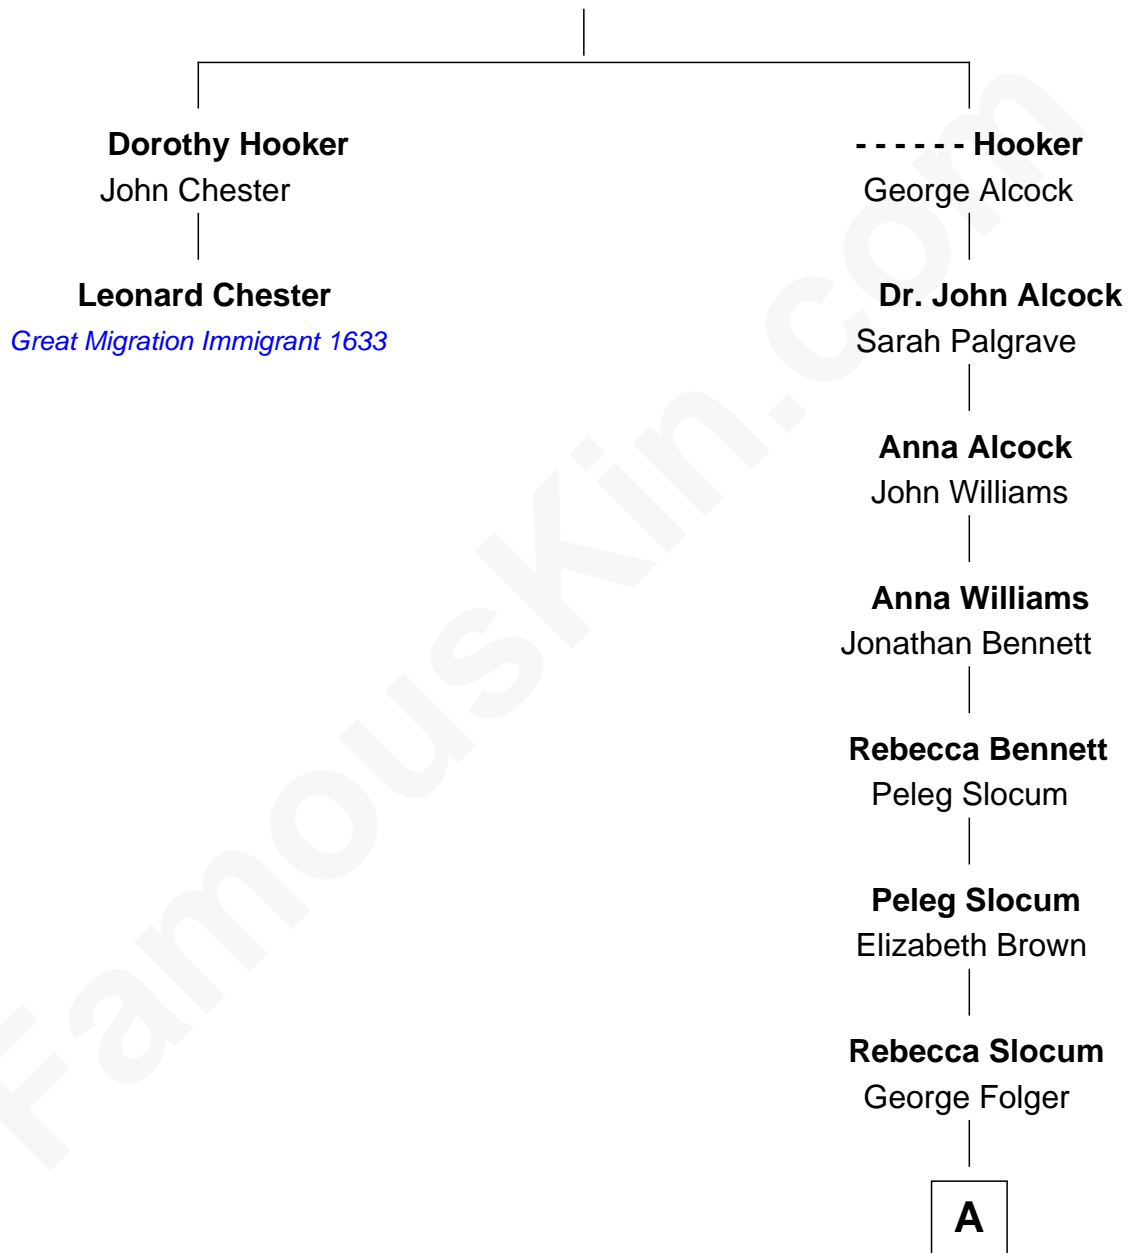 Dorothy Hooker
John Chester
Leonard Chester
Great Migration Immigrant 1633
- - - - - - Hooker
George Alcock
Dr. John Alcock
Sarah Palgrave
Anna Alcock
John Williams
Anna Williams
Jonathan Bennett
Rebecca Bennett
Peleg Slocum
Peleg Slocum
Elizabeth Brown
Rebecca Slocum
George Folger
A
FamousKin.com